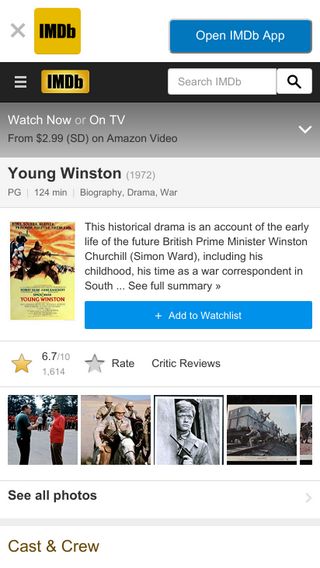 IMDb
Open IMDb App
IMDb
Search IMDb
Watch Now or On TV
From $2.99 (SD) on Amazon Video
Young Winston (1972)
PG | 124 min | Biography, Drama, War
This historical drama is an account of the early
life of the future British Prime Minister Winston
Churchill (Simon Ward), including his
childhood, his time as a war correspondent in
South ... See full summary »
YOUNG WINSTON
+ Add to Watchlist
6.7/10
1,614
Rate
Critic Reviews
See all photos
Cast & Crew